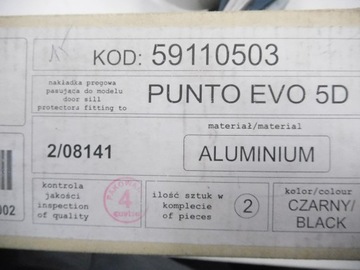 KOD: 59110503
nakładka progowa
pasująca do modelu
door sill
protectors fitting to
PUNTO EVO 5D
materiał/material
2/08141
ALUMINIUM
kontrola
jakości
inspection
of quality
4
ilość sztuk w
komplecie
of pieces
2
kolor/colour
CZARNY/
BLACK
002